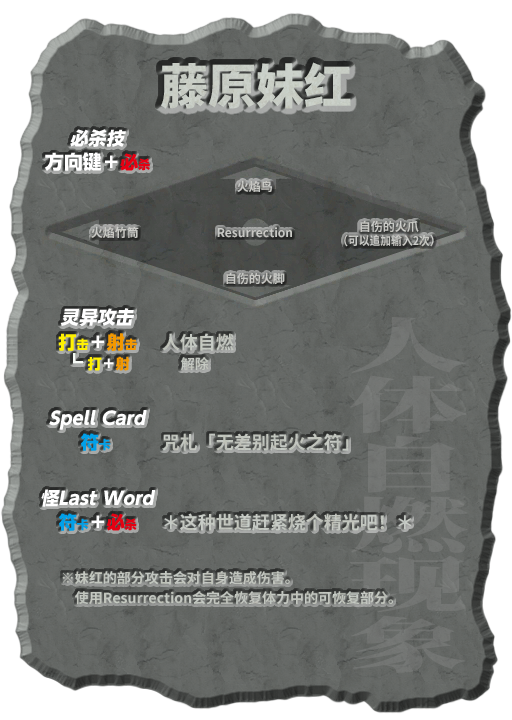 藤原妹红
必杀技
方向键+必杀
火焰鸟
火焰竹筒
Resurrection
自伤的火爪
(可以追加输入2次)
自伤的火脚
灵异攻击
打击+射击
人体自燃
打+射
解除
Spell Card
符卡
咒札「无差别起火之符」
怪Last Word
符卡+必杀
＊这种世道赶紧烧个精光吧！＊
※妹红的部分攻击会对自身造成伤害。
使用Resurrection会完全恢复体力中的可恢复部分。
人体自燃现象